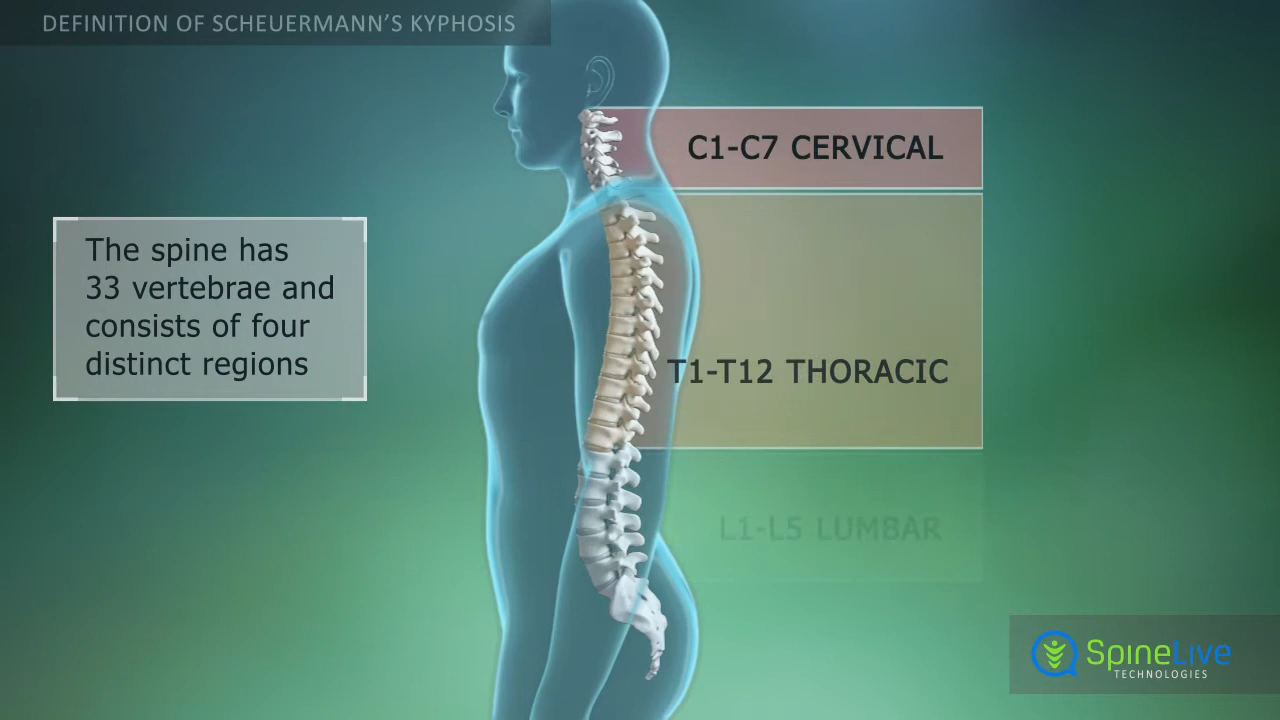 DEFINITION OF SCHEUERMANN'S KYPHOSIS
C1-C7 CERVICAL
The spine has
33 vertebrae and
consists of four
distinct regions
T1-T12 THORACIC
L1-L5 LUMBAR
SpineLive
TECHNOLOGIES